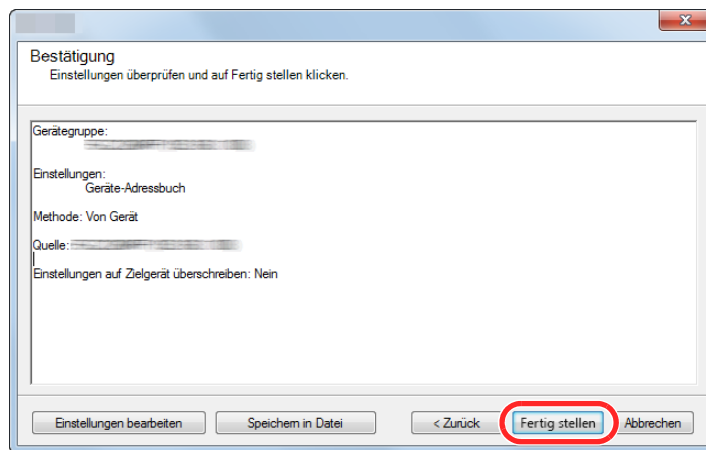 Bestätigung
Einstellungen überprüfen und auf Fertig stellen klicken.
Gerätegruppe:
Einstellungen:
Geräte-Adressbuch
Methode: Von Gerät
Quelle:
Einstellungen auf Zielgerät überschreiben: Nein
Einstellungen bearbeiten
Speichern in Datei
< Zurück
Fertig stellen
Abbrechen